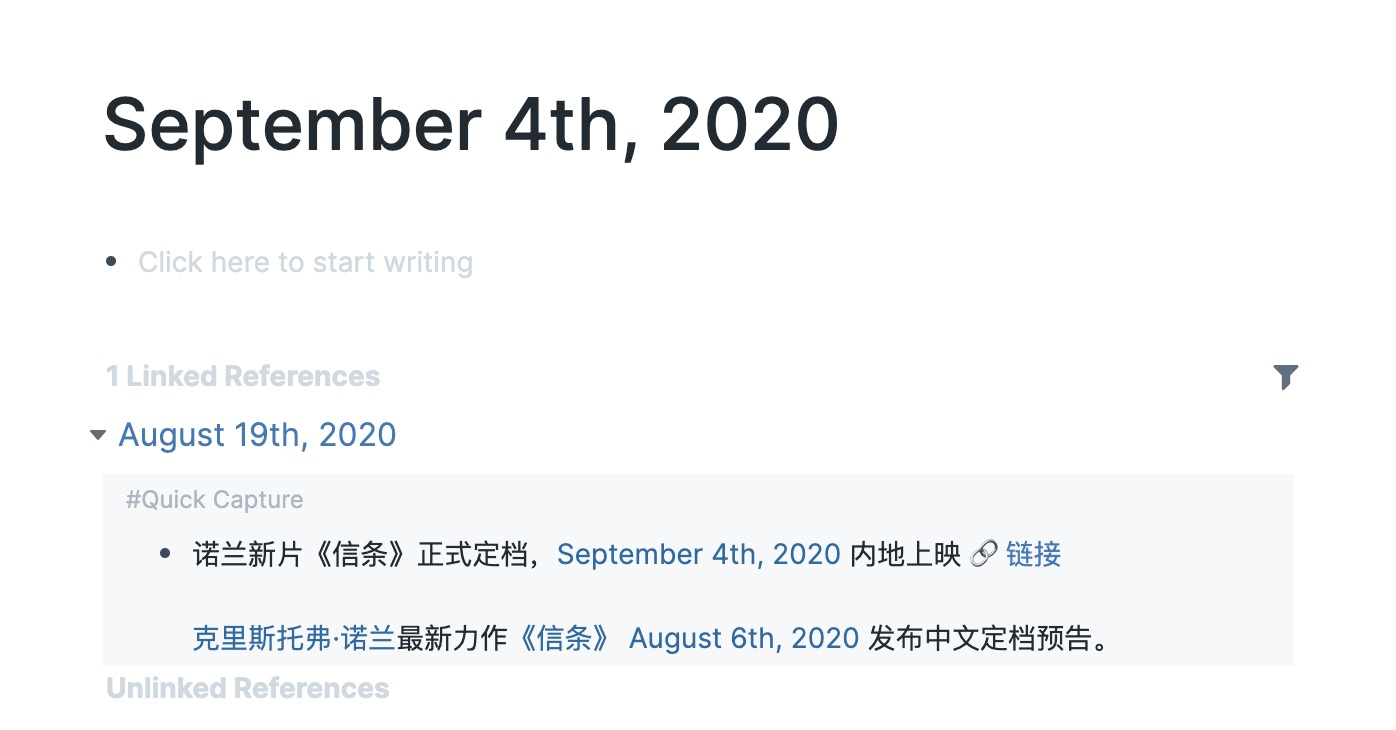 September 4th, 2020
Click here to start writing
1 Linked References
August 19th, 2020
#Quick Capture
诺兰新片《信条》正式定档，September 4th, 2020 内地上映 🔗 链接
克里斯托弗·诺兰最新力作《信条》 August 6th, 2020 发布中文定档预告。
Unlinked References